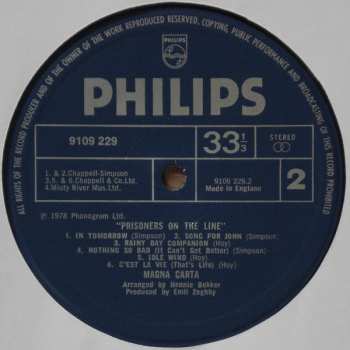 ALL RIGHTS OF THE RECORD PRODUCER AND OF THE OWNER OF THE WORK REPRODUCED RESERVED, COPYING, PUBLIC PERFORMANCE AND BROADCASTING OF THIS RECORD PROHIBITED
PHILIPS
PHILIPS
9109 229
33 1/3
STEREO
1. & 2.Chappell-Simpson
3.5. & 6.Chappell & Co.Ltd.
4.Misty River Mus.Ltd.
9109 229.2
Made in England
2
℗ 1978 Phonogram Ltd.
"PRISONERS ON THE LINE"
1. IN TOMORROW (Simpson) 2. SONG FOR JOHN (Simpson)
3. RAINY DAY COMPANION (Hoy)
4. NOTHING SO BAD (It Can't Get Better) (Simpson)
5. IDLE WIND (Hoy)
6. C'EST LA VIE (That's Life) (Hoy)
MAGNA CARTA
Arranged by Hennie Bekker
Produced by Emil Zoghby